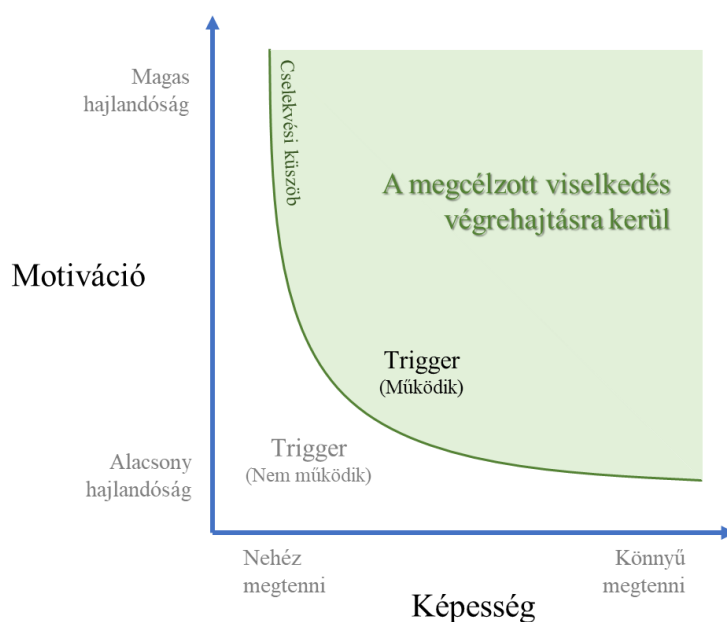 Magas
hajlandóság
Cselekvési küszöb
A megcélzott viselkedés
végrehajtásra kerül
Motiváció
Trigger
(Működik)
Trigger
(Nem működik)
Alacsony
hajlandóság
Nehéz
megtenni
Könnyű
megtenni
Képesség